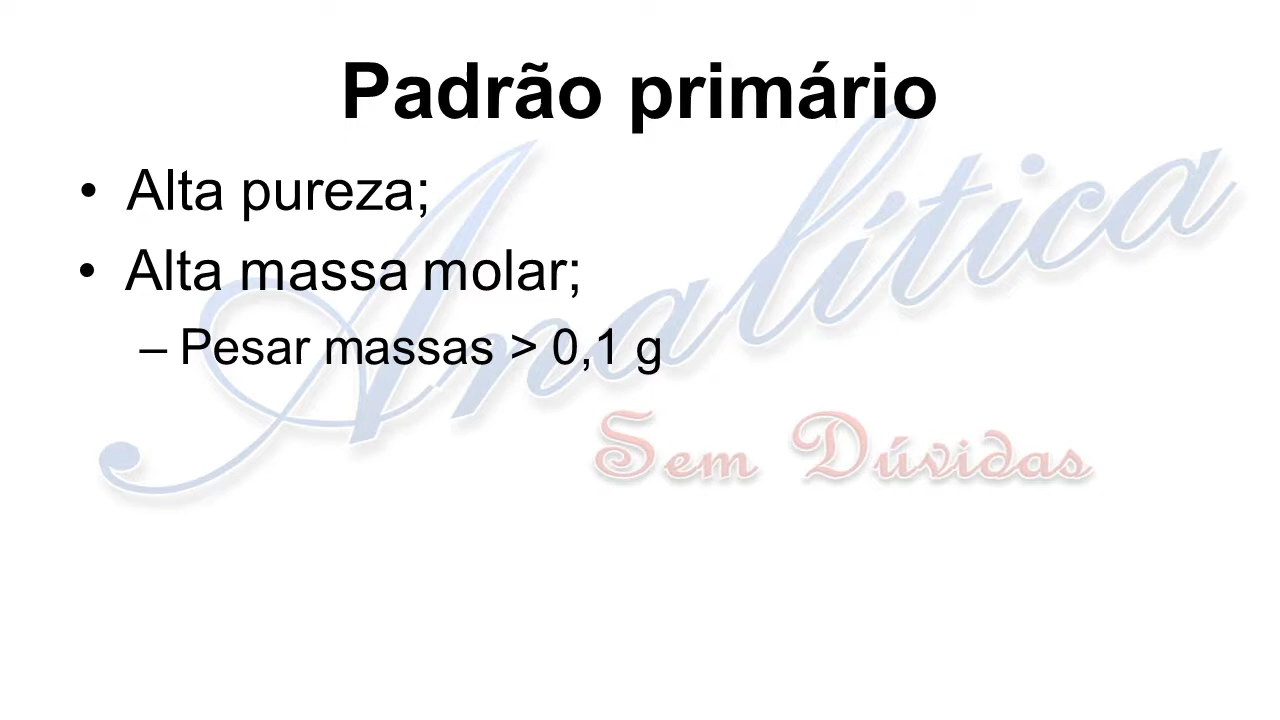 Padrão primário
• Alta pureza;
• Alta massa molar;
– Pesar massas > 0,1 g
Analítica
Sem Dúvidas